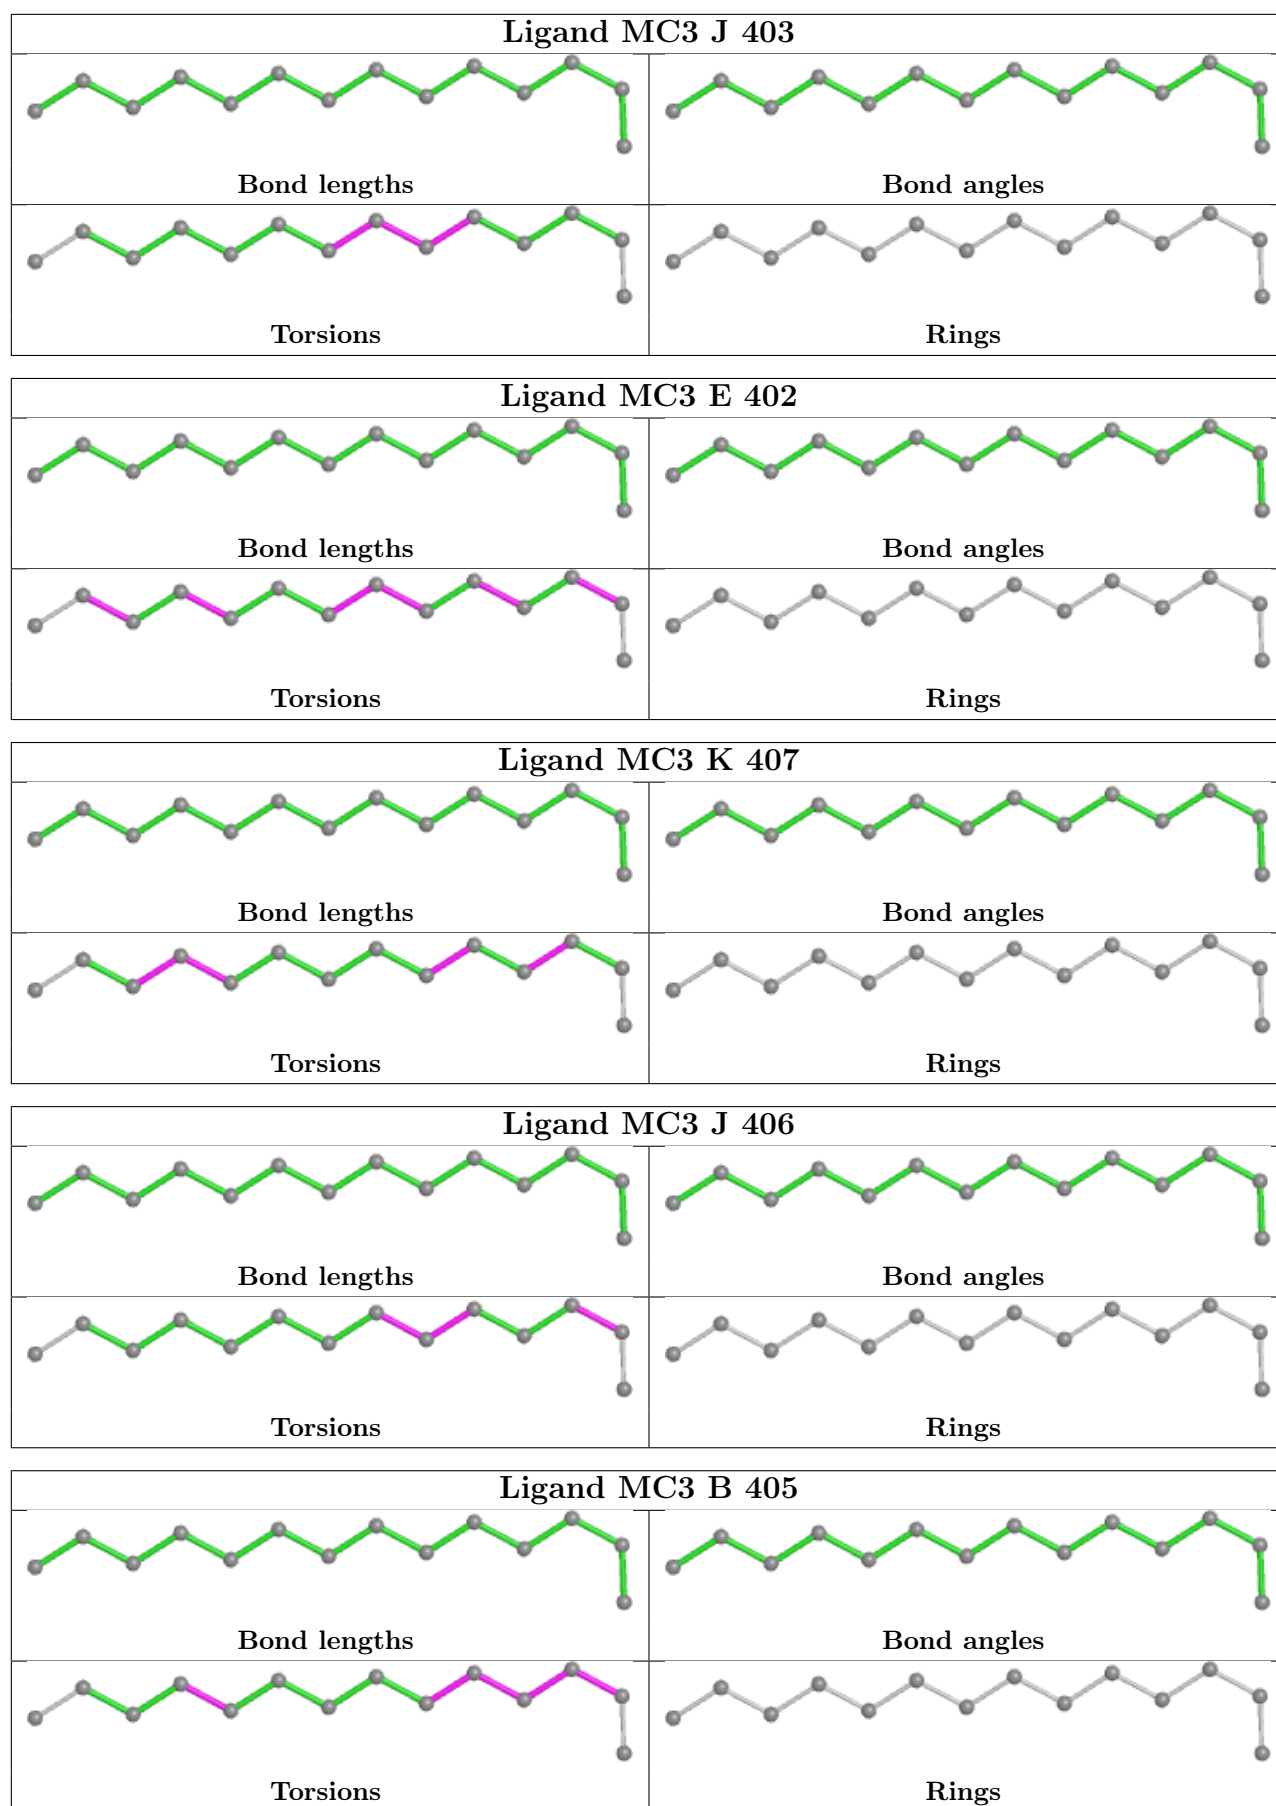 Ligand MC3 J 403
Bond lengths
Bond angles
Torsions
Rings
Ligand MC3 E 402
Bond lengths
Bond angles
Torsions
Rings
Ligand MC3 K 407
Bond lengths
Bond angles
Torsions
Rings
Ligand MC3 J 406
Bond lengths
Bond angles
Torsions
Rings
Ligand MC3 B 405
Bond lengths
Bond angles
Torsions
Rings